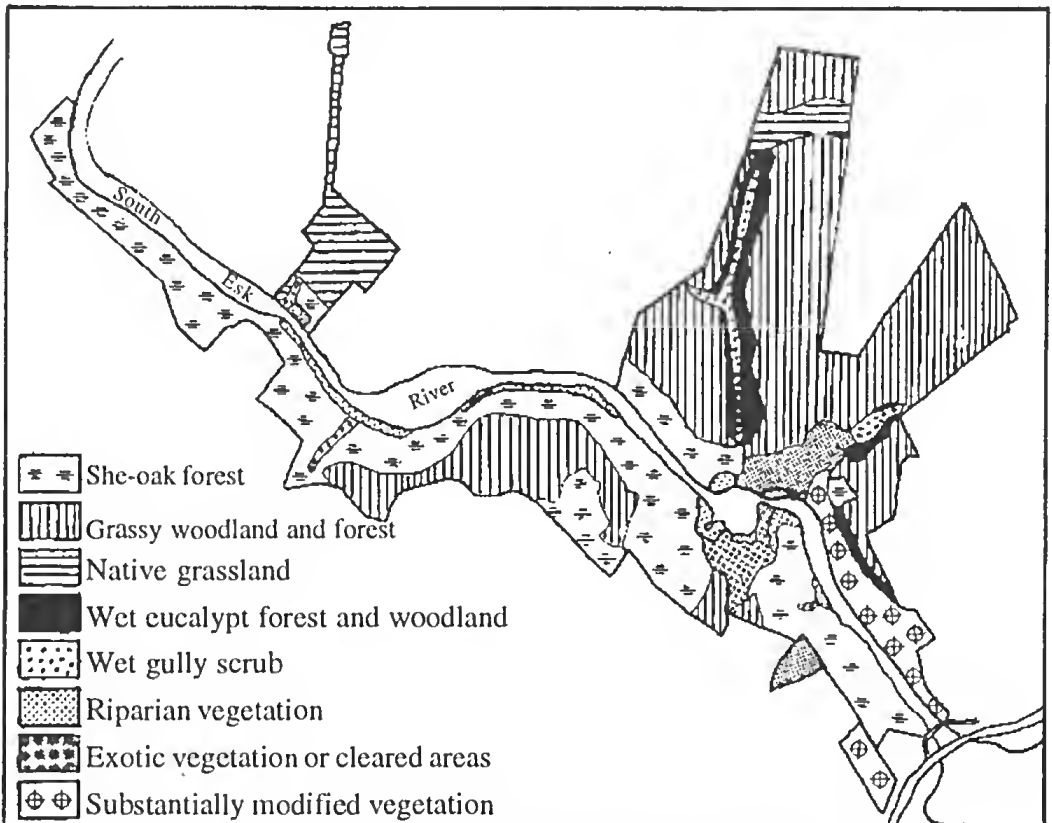 South
Esk
River
She-oak forest
Grassy woodland and forest
Native grassland
Wet eucalypt forest and woodland
Wet gully scrub
Riparian vegetation
Exotic vegetation or cleared areas
Substantially modified vegetation